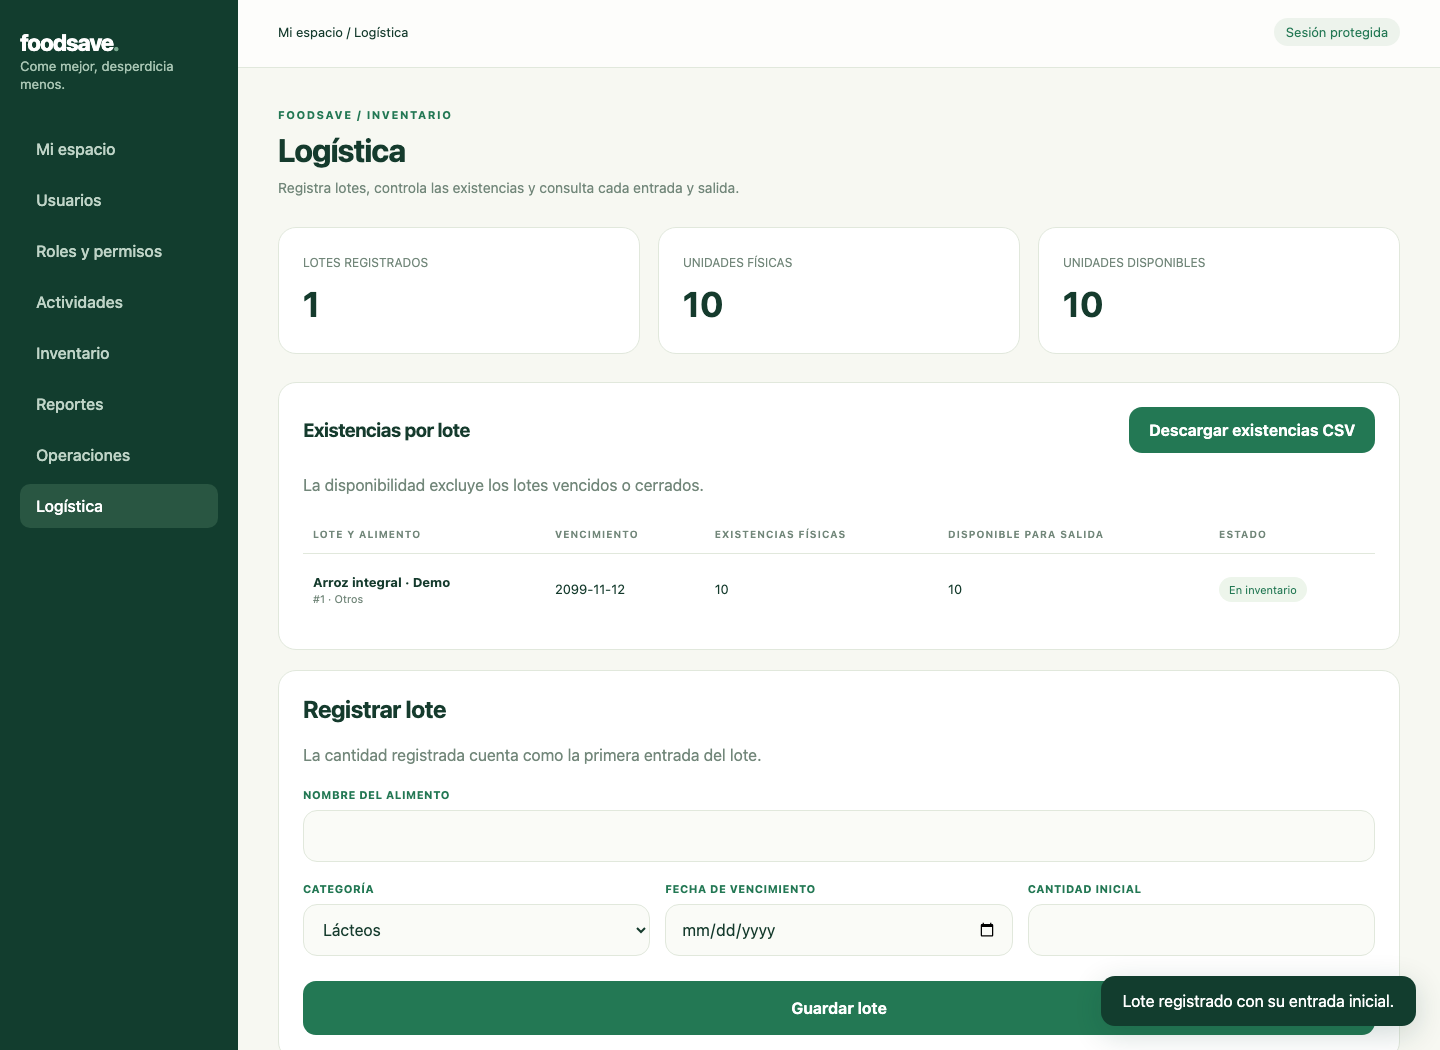 foodsave.
Come mejor, desperdicia
menos.
Mi espacio
Usuarios
Roles y permisos
Actividades
Inventario
Reportes
Operaciones
Logística
Mi espacio / Logística
Sesión protegida
FOODSAVE / INVENTARIO
Logística
Registra lotes, controla las existencias y consulta cada entrada y salida.
LOTES REGISTRADOS
1
UNIDADES FÍSICAS
10
UNIDADES DISPONIBLES
10
Existencias por lote
Descargar existencias CSV
La disponibilidad excluye los lotes vencidos o cerrados.
LOTE Y ALIMENTO VENCIMIENTO EXISTENCIAS FÍSICAS DISPONIBLE PARA SALIDA ESTADO
Arroz integral · Demo
#1 · Otros
2099-11-12 10 10 En inventario
Registrar lote
La cantidad registrada cuenta como la primera entrada del lote.
NOMBRE DEL ALIMENTO
CATEGORÍA FECHA DE VENCIMIENTO CANTIDAD INICIAL
Lácteos mm/dd/yyyy
Guardar lote
Lote registrado con su entrada inicial.